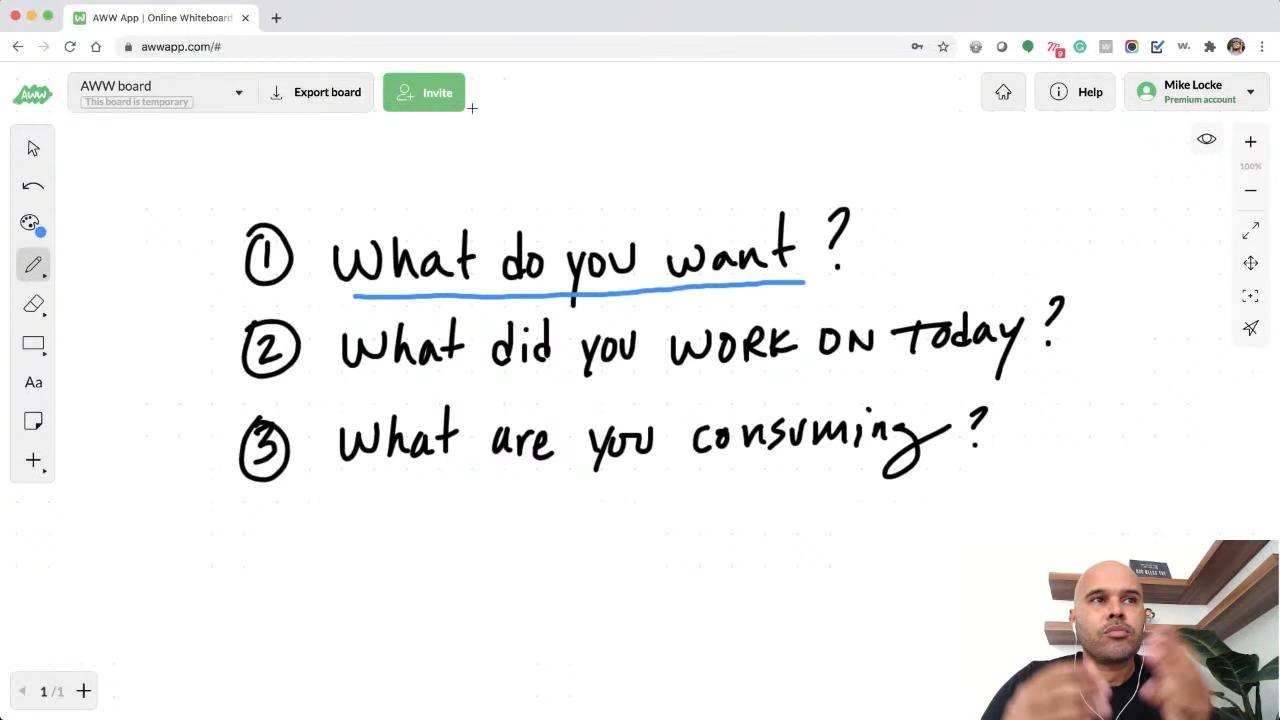 AWW App | Online Whiteboard
awwapp.com/#
9
AWW
AWW board
This board is temporary
Export board
Invite
Help
Mike Locke
Premium account
100%
① What do you want?
② What did you WORK ON Today?
③ What are you consuming?
Aa
1/1